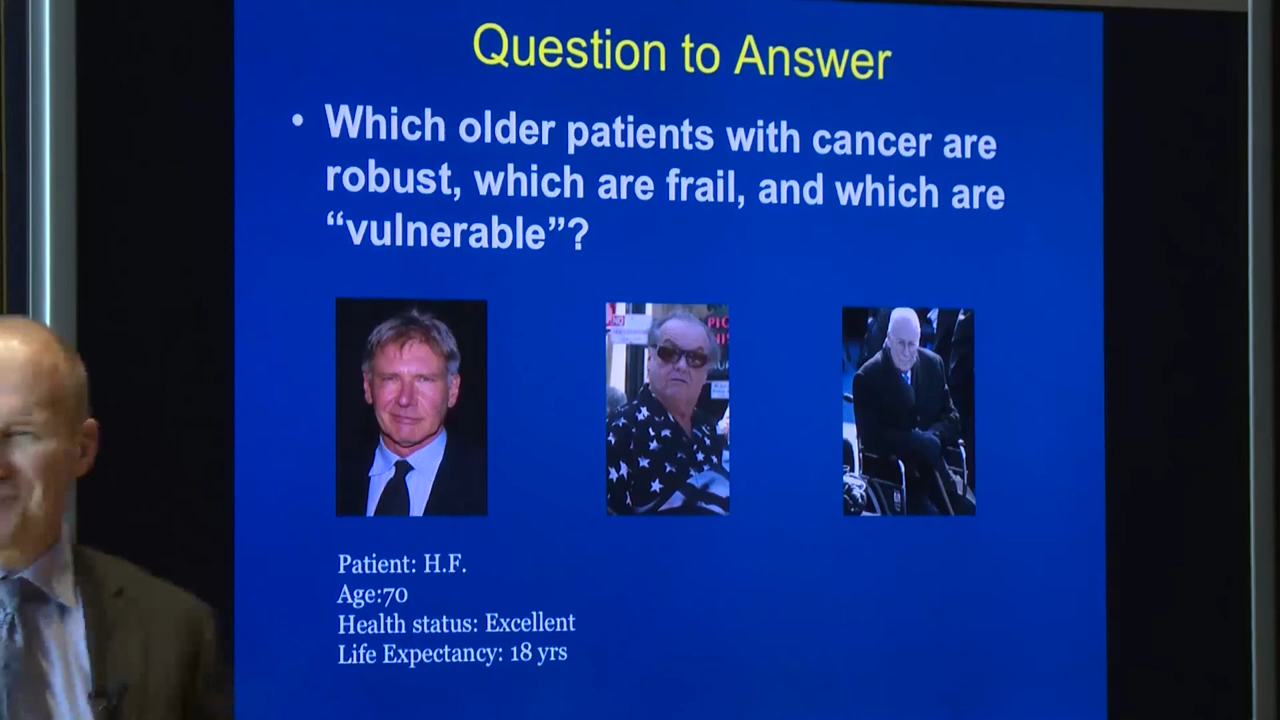 Question to Answer
• Which older patients with cancer are
robust, which are frail, and which are
“vulnerable”?
PIC
Patient: H.F.
Age:70
Health status: Excellent
Life Expectancy: 18 yrs